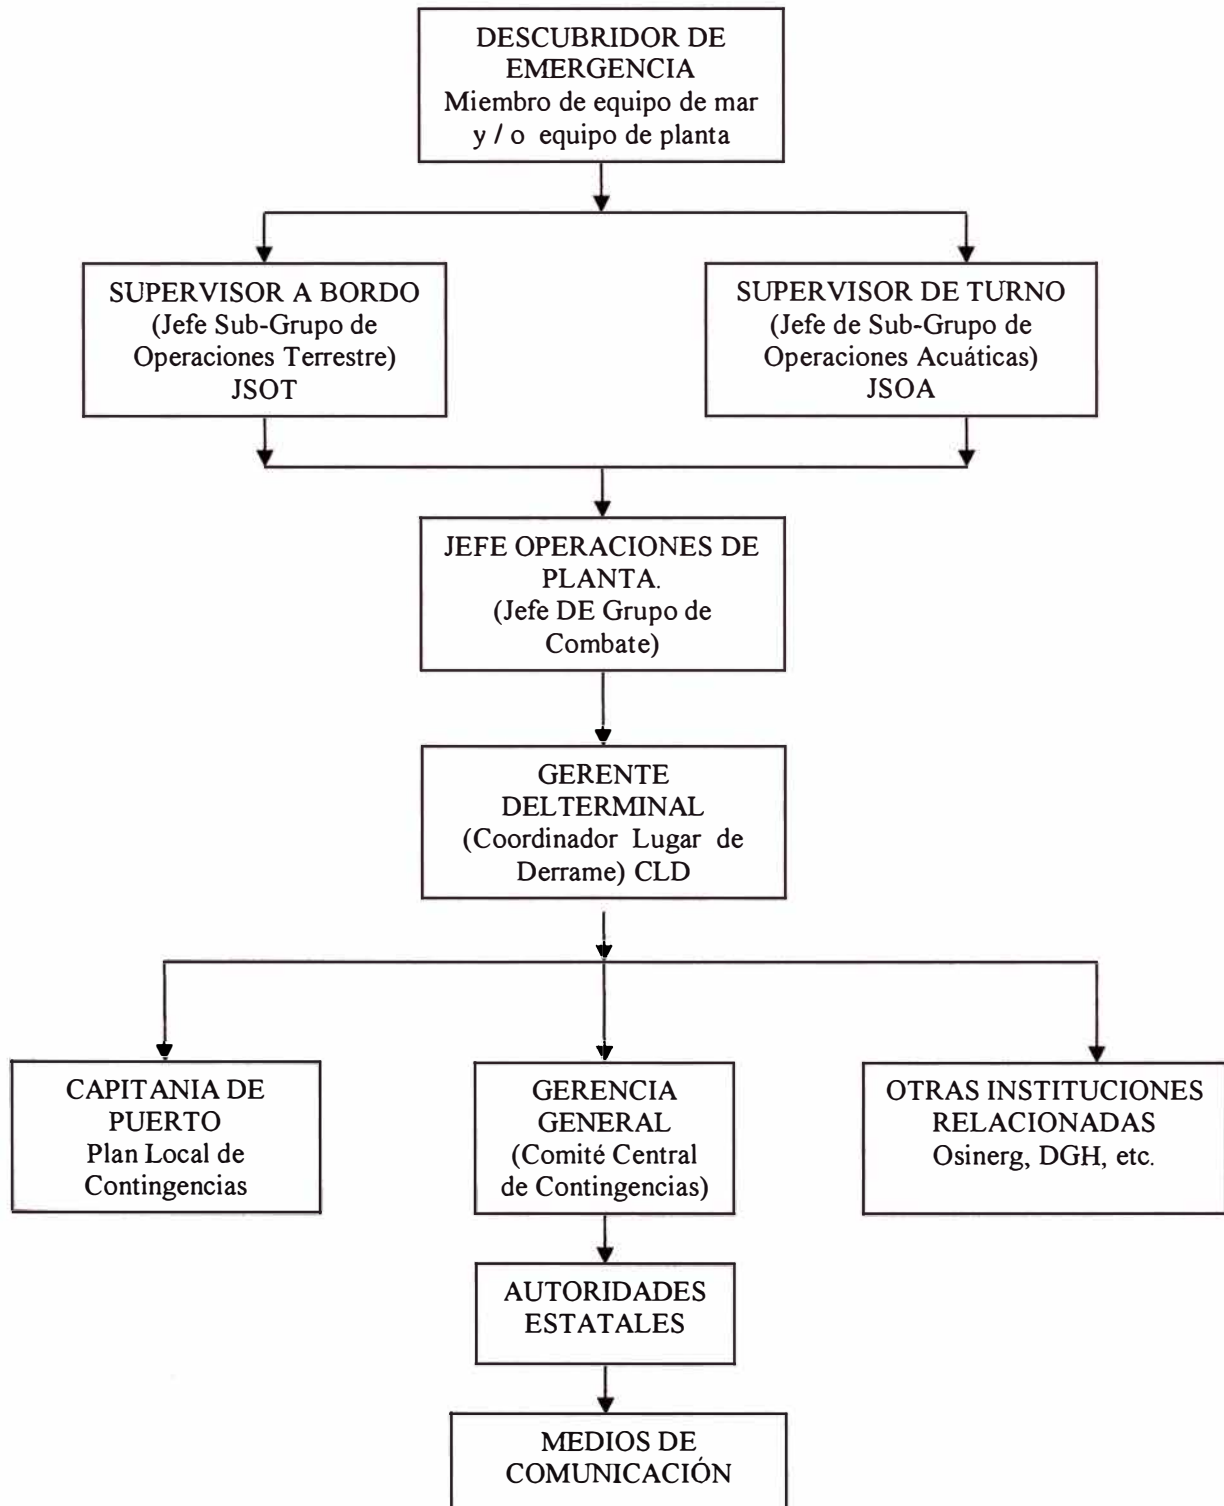 DESCUBRIDOR DE
EMERGENCIA
Miembro de equipo de mar
y / o equipo de planta
SUPERVISOR A BORDO
(Jefe Sub-Grupo de
Operaciones Terrestre)
JSOT
SUPERVISOR DE TURNO
(Jefe de Sub-Grupo de
Operaciones Acuáticas)
JSOA
JEFE OPERACIONES DE
PLANTA.
(Jefe DE Grupo de
Combate)
GERENTE
DELTERMINAL
(Coordinador Lugar de
Derrame) CLD
CAPITANIA DE
PUERTO
Plan Local de
Contingencias
GERENCIA
GENERAL
(Comité Central
de Contingencias)
OTRAS INSTITUCIONES
RELACIONADAS
Osinerg, DGH, etc.
AUTORIDADES
ESTATALES
MEDIOS DE
COMUNICACIÓN